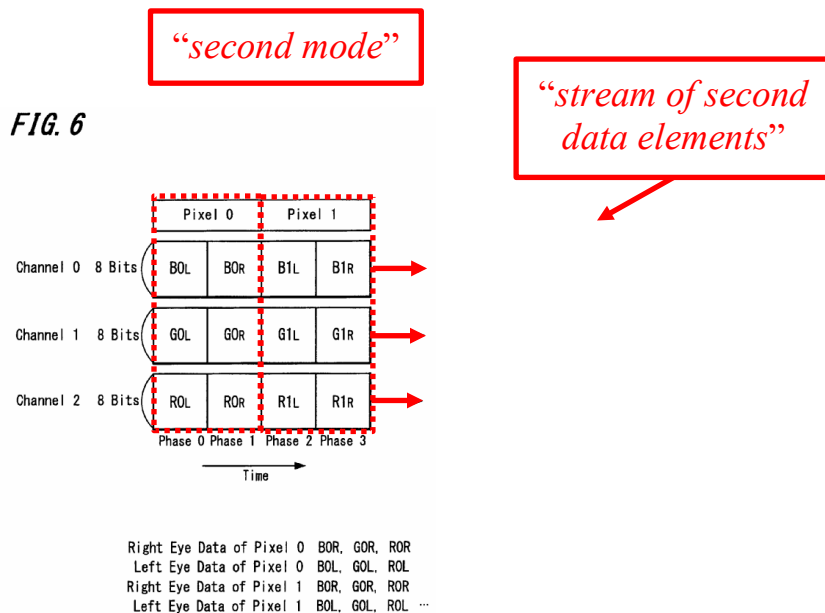 “second mode”
“stream of second
data elements”
FIG. 6
Pixel 0 Pixel 1
Channel 0 8 Bits B0L B0R B1L B1R
Channel 1 8 Bits G0L G0R G1L G1R
Channel 2 8 Bits R0L R0R R1L R1R
Phase 0 Phase 1 Phase 2 Phase 3
Time
Right Eye Data of Pixel 0 B0R, G0R, R0R
Left Eye Data of Pixel 0 B0L, G0L, R0L
Right Eye Data of Pixel 1 B0R, G0R, R0R
Left Eye Data of Pixel 1 B0L, G0L, R0L ···